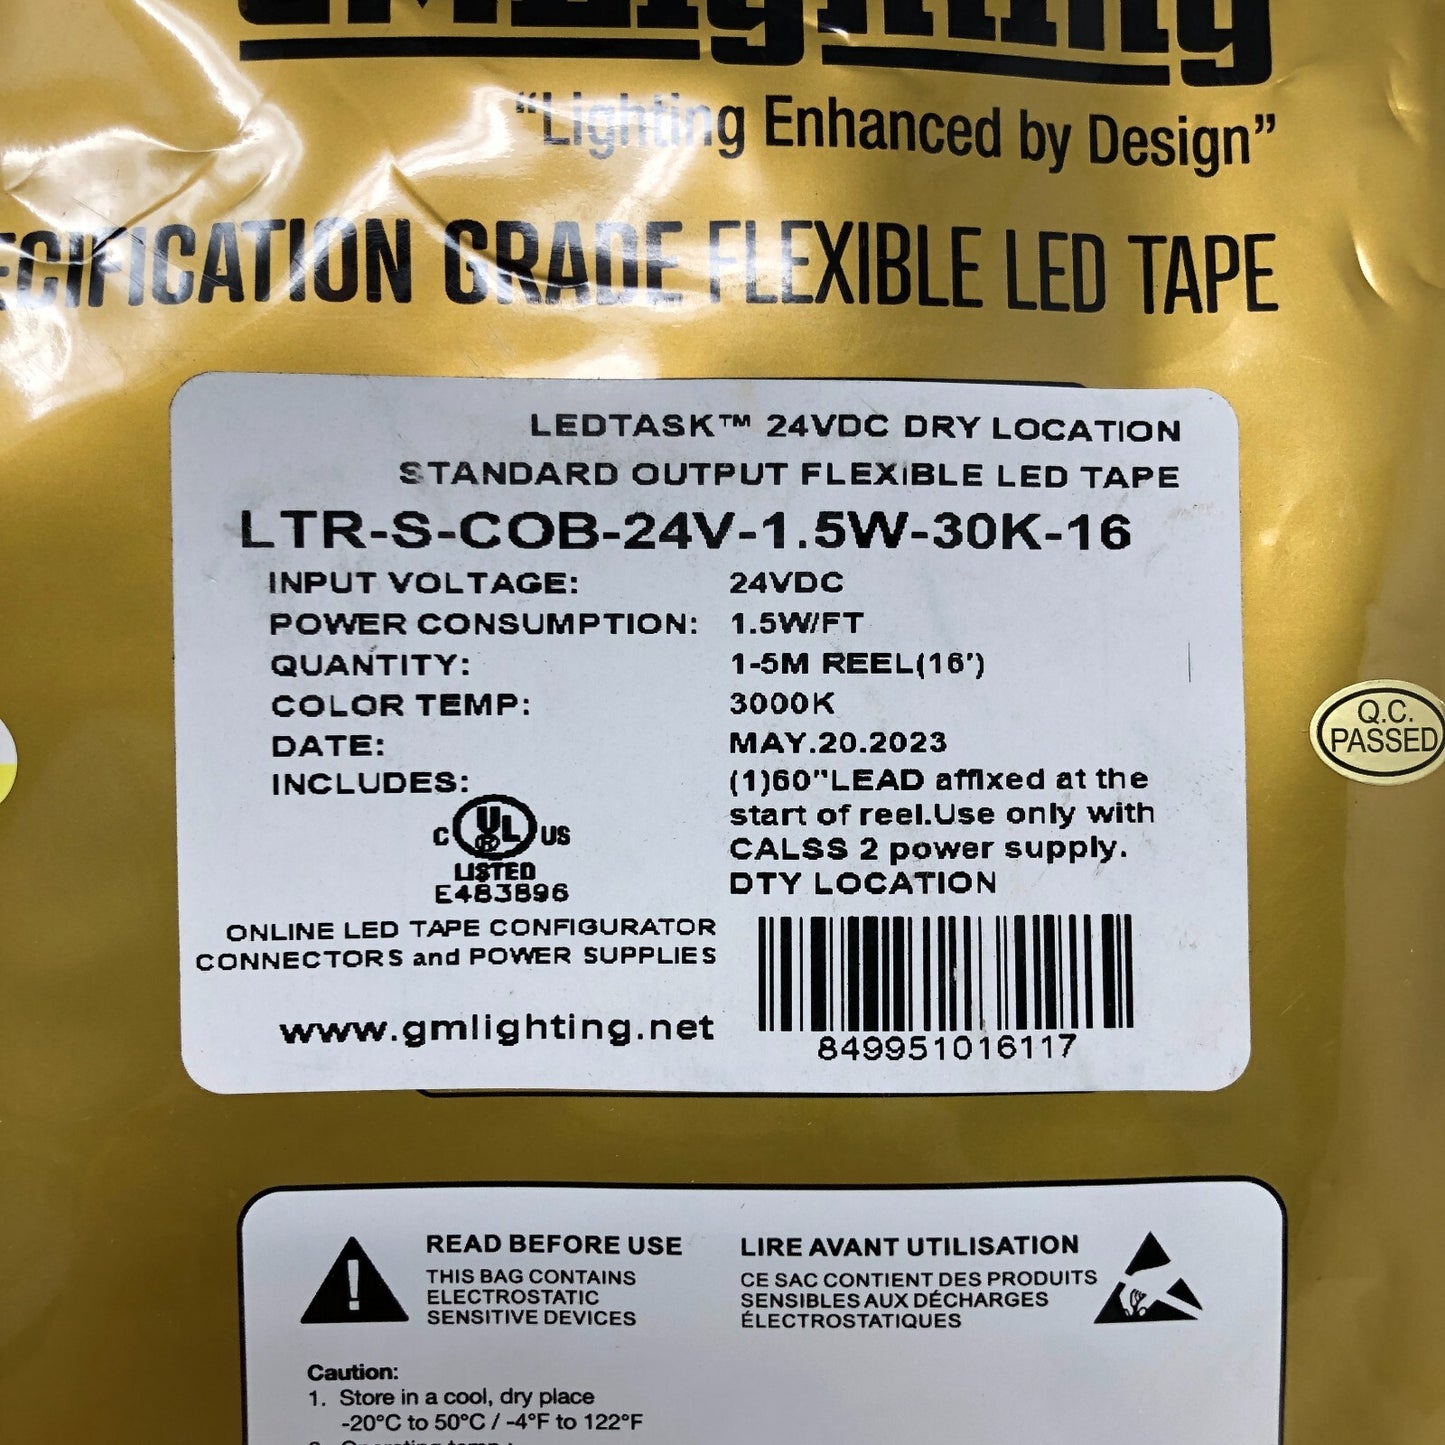 GMLighting
"Lighting Enhanced by Design"
ECIFICATION GRADE FLEXIBLE LED TAPE
LEDTASK™ 24VDC DRY LOCATION
STANDARD OUTPUT FLEXIBLE LED TAPE
LTR-S-COB-24V-1.5W-30K-16
INPUT VOLTAGE: 24VDC
POWER CONSUMPTION: 1.5W/FT
QUANTITY: 1-5M REEL(16')
COLOR TEMP: 3000K
DATE: MAY.20.2023
INCLUDES: (1)60"LEAD affixed at the
start of reel.Use only with
CALSS 2 power supply.
DTY LOCATION
C UL US
®
LISTED
E483896
ONLINE LED TAPE CONFIGURATOR
CONNECTORS and POWER SUPPLIES
www.gmlighting.net
849951016117
Q.C.
PASSED
READ BEFORE USE
THIS BAG CONTAINS
ELECTROSTATIC
SENSITIVE DEVICES
LIRE AVANT UTILISATION
CE SAC CONTIENT DES PRODUITS
SENSIBLES AUX DÉCHARGES
ÉLECTROSTATIQUES
Caution:
1. Store in a cool, dry place
-20°C to 50°C / -4°F to 122°F